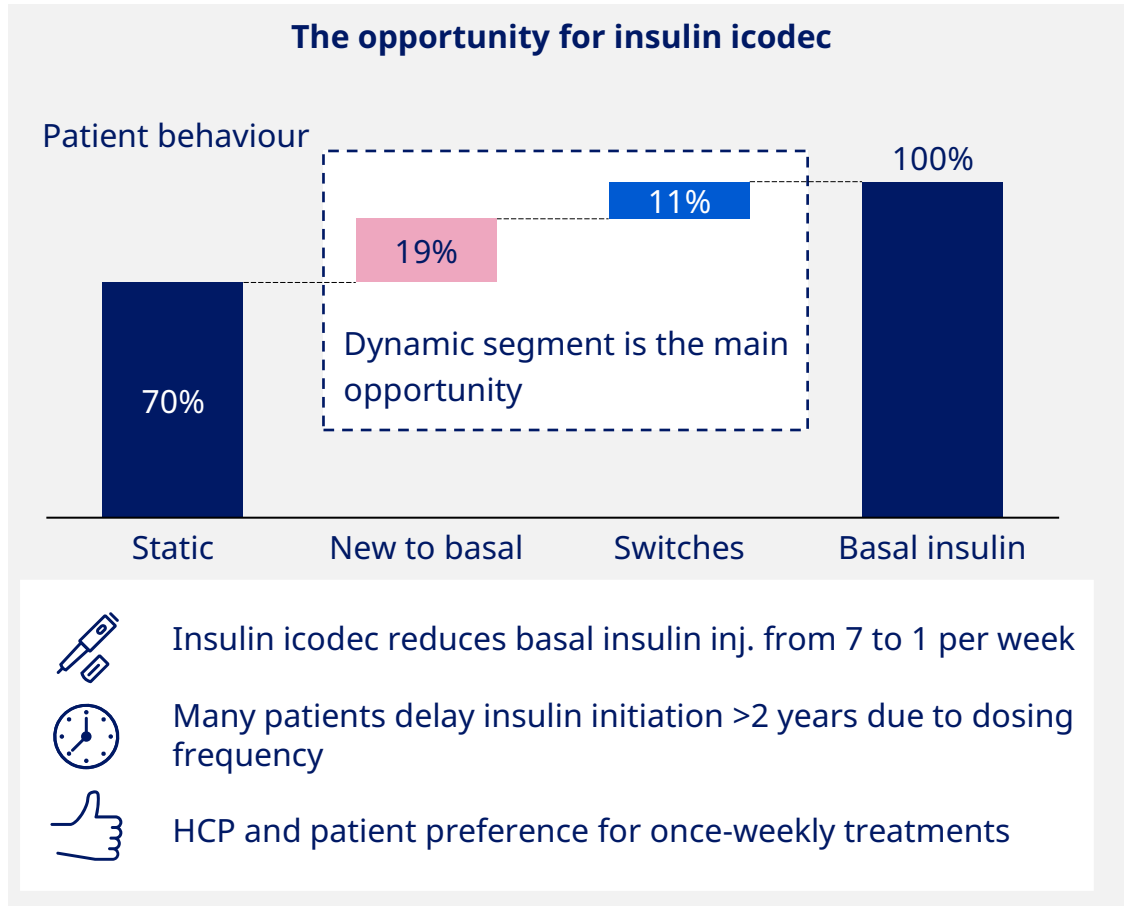 The opportunity for insulin icodec
Patient behaviour
100%
11%
19%
Dynamic segment is the main
opportunity
70%
Static
New to basal
Switches
Basal insulin
Insulin icodec reduces basal insulin inj. from 7 to 1 per week
Many patients delay insulin initiation >2 years due to dosing
frequency
HCP and patient preference for once-weekly treatments